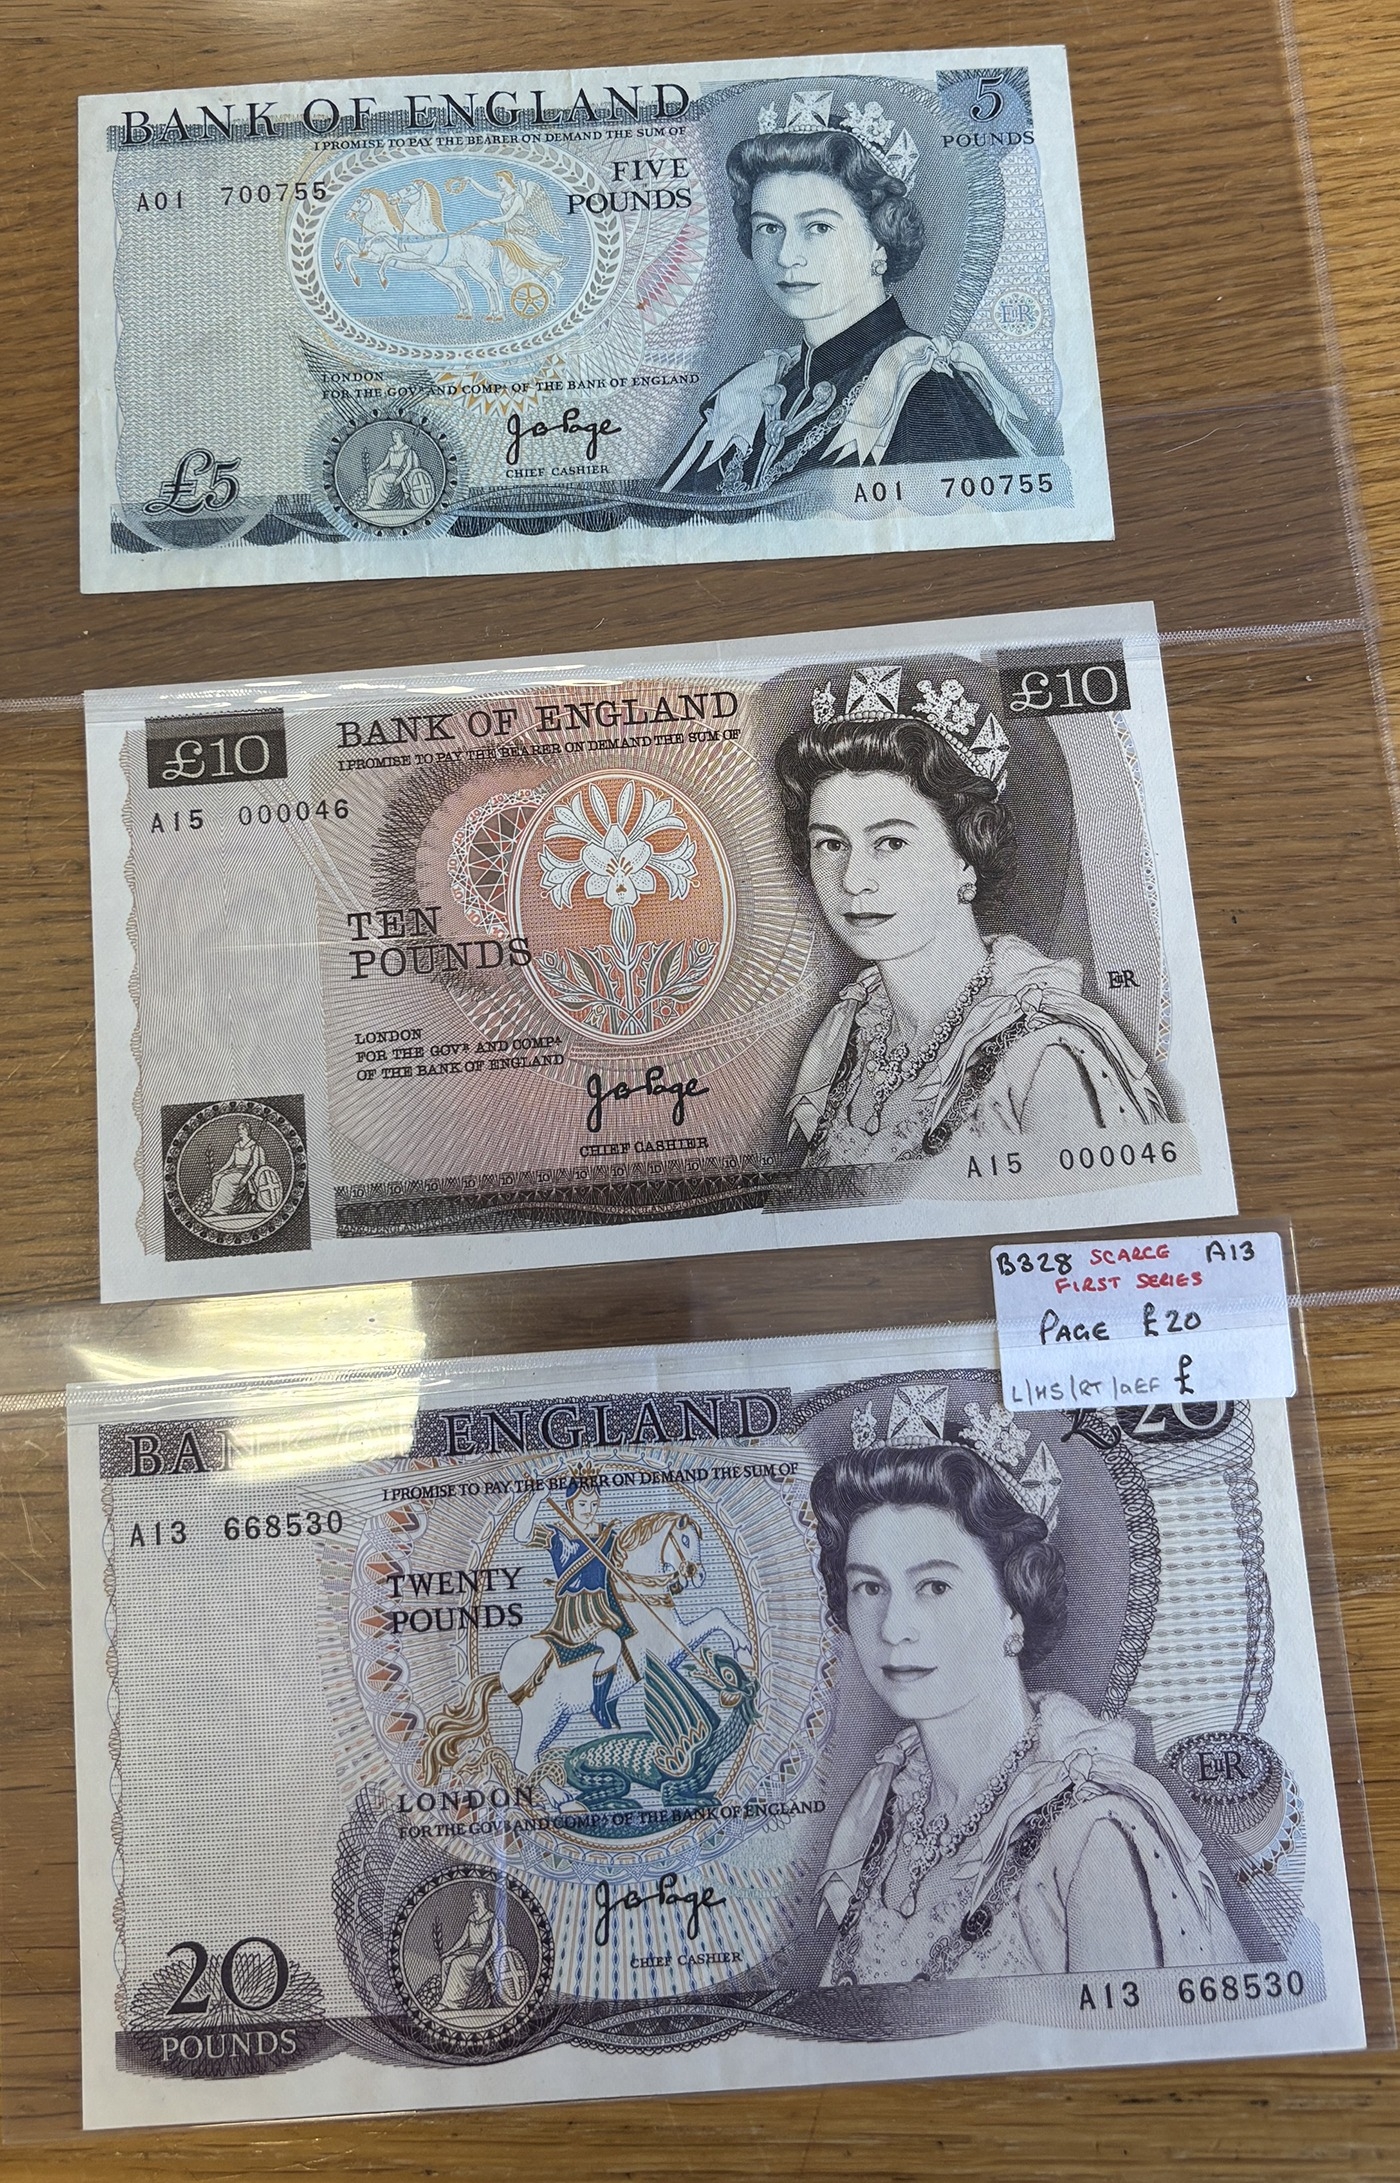 BANK OF ENGLAND
I PROMISE TO PAY THE BEARER ON DEMAND THE SUM OF
FIVE
POUNDS
5
POUNDS
A01 700755
ER
LONDON
FOR THE GOVR AND COMPA OF THE BANK OF ENGLAND
J B Page
CHIEF CASHIER
£5
A01 700755
£10
BANK OF ENGLAND
I PROMISE TO PAY THE BEARER ON DEMAND THE SUM OF
£10
A15 000046
TEN
POUNDS
EIIR
LONDON
FOR THE GOVR AND COMPA
OF THE BANK OF ENGLAND
J B Page
CHIEF CASHIER
A15 000046
B328 SCARCE A13
FIRST SERIES
PAGE £20
L/HS/RT/aEF £
BANK OF ENGLAND
£20
I PROMISE TO PAY THE BEARER ON DEMAND THE SUM OF
A13 668530
TWENTY
POUNDS
EIIR
LONDON
FOR THE GOVR AND COMPA OF THE BANK OF ENGLAND
J B Page
CHIEF CASHIER
20
POUNDS
A13 668530